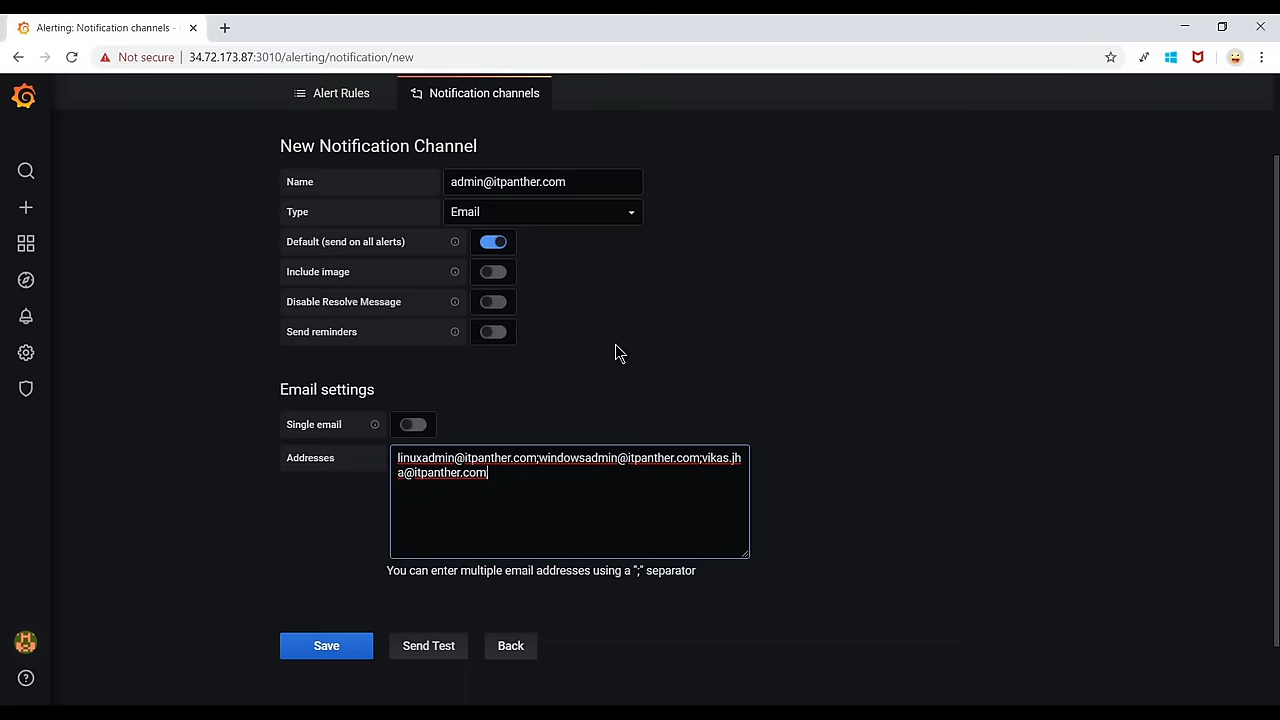 Alerting: Notification channels -
Not secure
34.72.173.87:3010/alerting/notification/new
Alert Rules
Notification channels
New Notification Channel
Name
admin@itpanther.com
Type
Email
Default (send on all alerts)
Include image
Disable Resolve Message
Send reminders
Email settings
Single email
Addresses
linuxadmin@itpanther.com;windowsadmin@itpanther.com;vikas.jh
a@itpanther.com
You can enter multiple email addresses using a ";" separator
Save
Send Test
Back